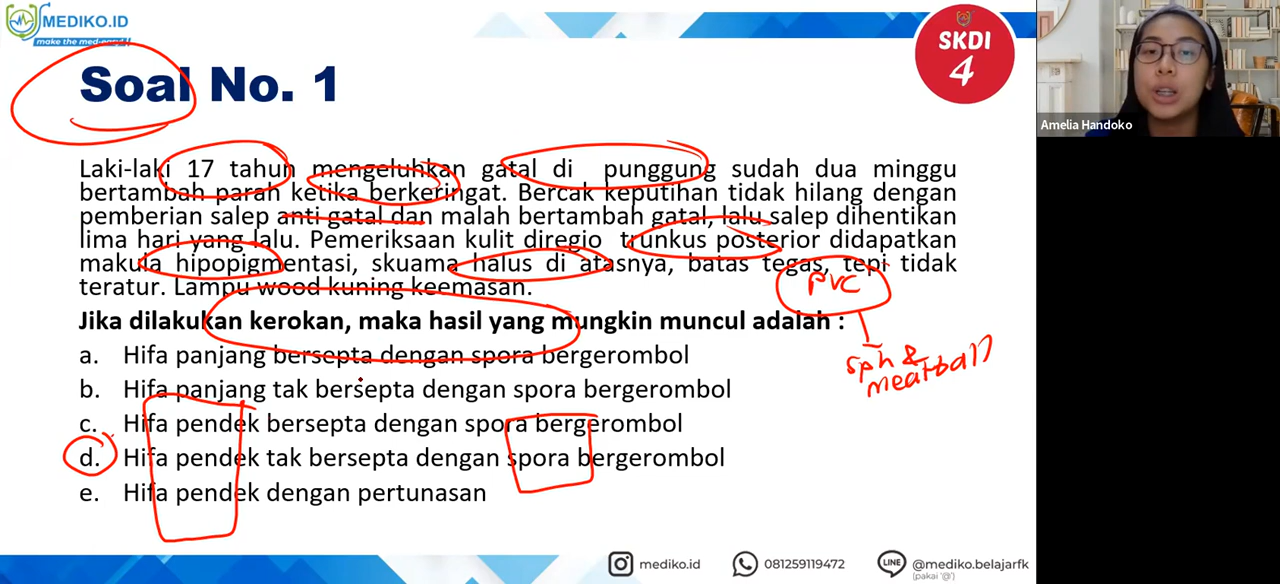 MEDIKO.ID
make the med-easy!
SKDI
4
Soal No. 1
Amelia Handoko
Laki-laki 17 tahun mengeluhkan gatal di punggung sudah dua minggu
bertambah parah ketika berkeringat. Bercak keputihan tidak hilang dengan
pemberian salep anti gatal dan malah bertambah gatal, lalu salep dihentikan
lima hari yang lalu. Pemeriksaan kulit diregio trunkus posterior didapatkan
makula hipopigmentasi, skuama halus di atasnya, batas tegas, tepi tidak
teratur. Lampu wood kuning keemasan.
PVC
Jika dilakukan kerokan, maka hasil yang mungkin muncul adalah :
sph &
meatball
a. Hifa panjang bersepta dengan spora bergerombol
b. Hifa panjang tak bersepta dengan spora bergerombol
c. Hifa pendek bersepta dengan spora bergerombol
d. Hifa pendek tak bersepta dengan spora bergerombol
e. Hifa pendek dengan pertunasan
mediko.id
081259119472
LINE
@mediko.belajarfk
(pakai '@')